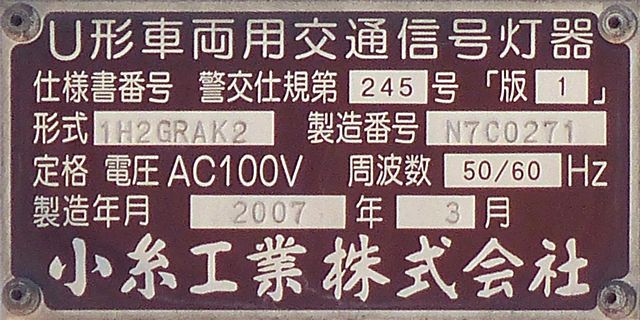 U形車両用交通信号灯器
仕様書番号 警交仕規第 245 号 「版 1 」
形式 1H2GRAK2 製造番号 N7C0271
定格 電圧 AC100V 周波数 50/60 Hz
製造年月 2007 年 3 月
小糸工業株式会社